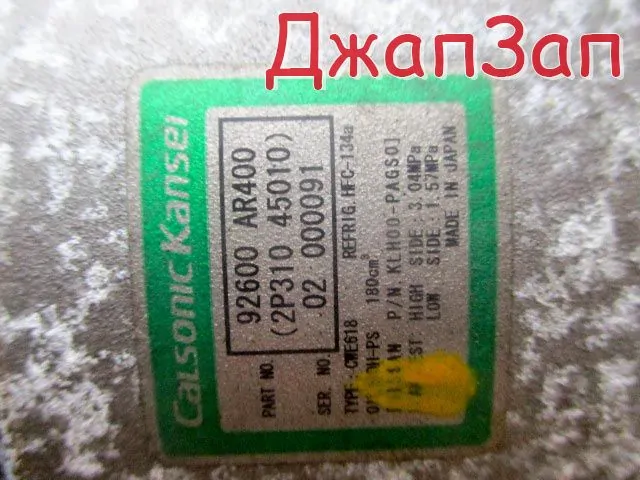 ДжапЗап
Calsonic Kansei
PART NO. 92600 AR400
(2P310 45010)
SER. NO. 02 000091
TYPE CWE618 REFRIG. HFC-134a
180cm³
P/N KLH00-PAGS01
HIGH SIDE:3.04MPa
LOW SIDE:1.57MPa
MADE IN JAPAN